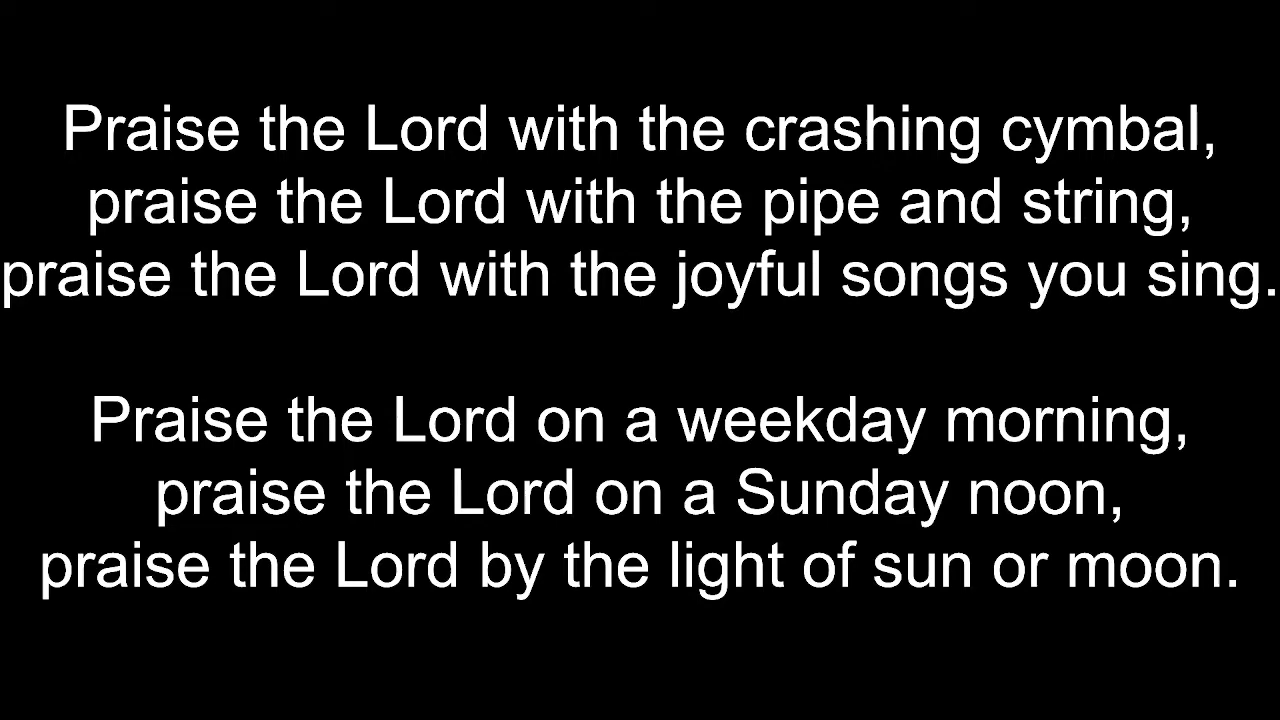 Praise the Lord with the crashing cymbal,
praise the Lord with the pipe and string,
praise the Lord with the joyful songs you sing.
Praise the Lord on a weekday morning,
praise the Lord on a Sunday noon,
praise the Lord by the light of sun or moon.